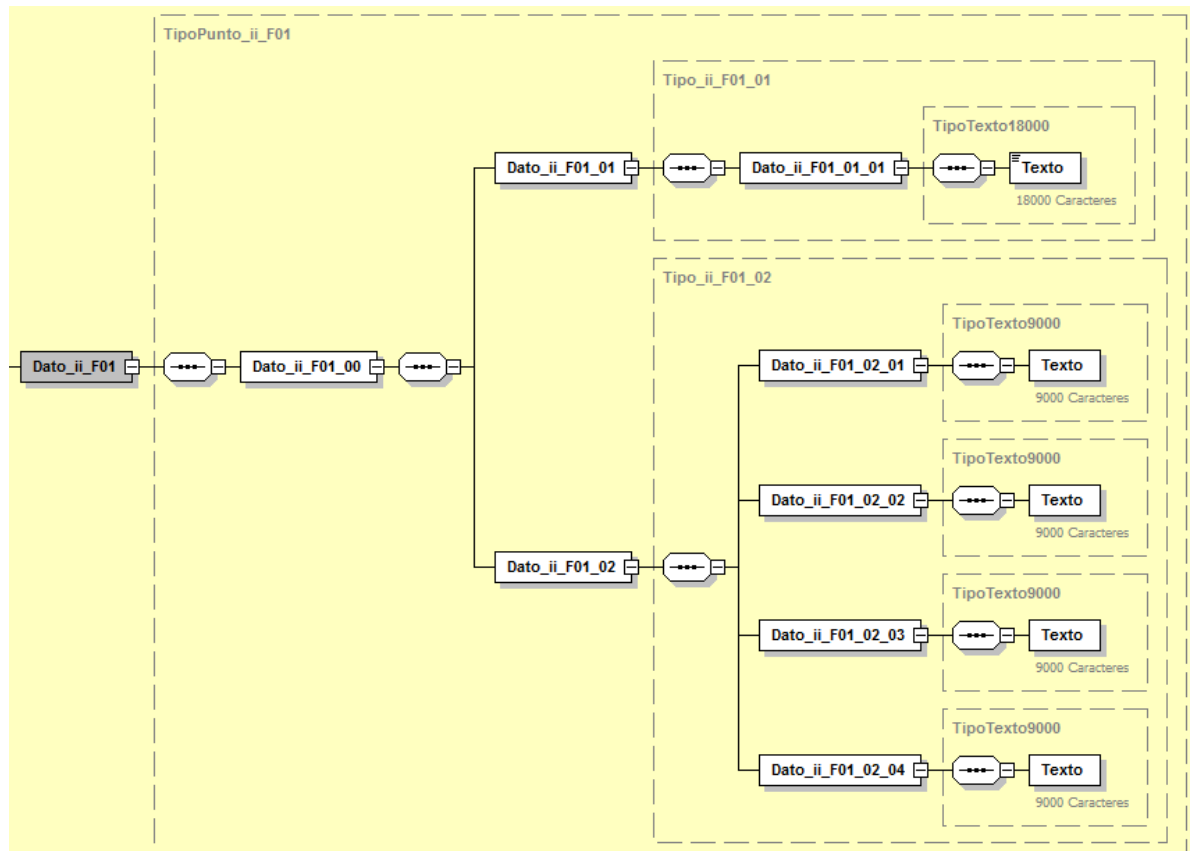 TipoPunto_ii_F01
Tipo_ii_F01_01
TipoTexto18000
Dato_ii_F01_01
Dato_ii_F01_01_01
Texto
18000 Caracteres
Tipo_ii_F01_02
TipoTexto9000
Dato_ii_F01
Dato_ii_F01_00
Dato_ii_F01_02_01
Texto
9000 Caracteres
TipoTexto9000
Dato_ii_F01_02_02
Texto
9000 Caracteres
Dato_ii_F01_02
TipoTexto9000
Dato_ii_F01_02_03
Texto
9000 Caracteres
TipoTexto9000
Dato_ii_F01_02_04
Texto
9000 Caracteres